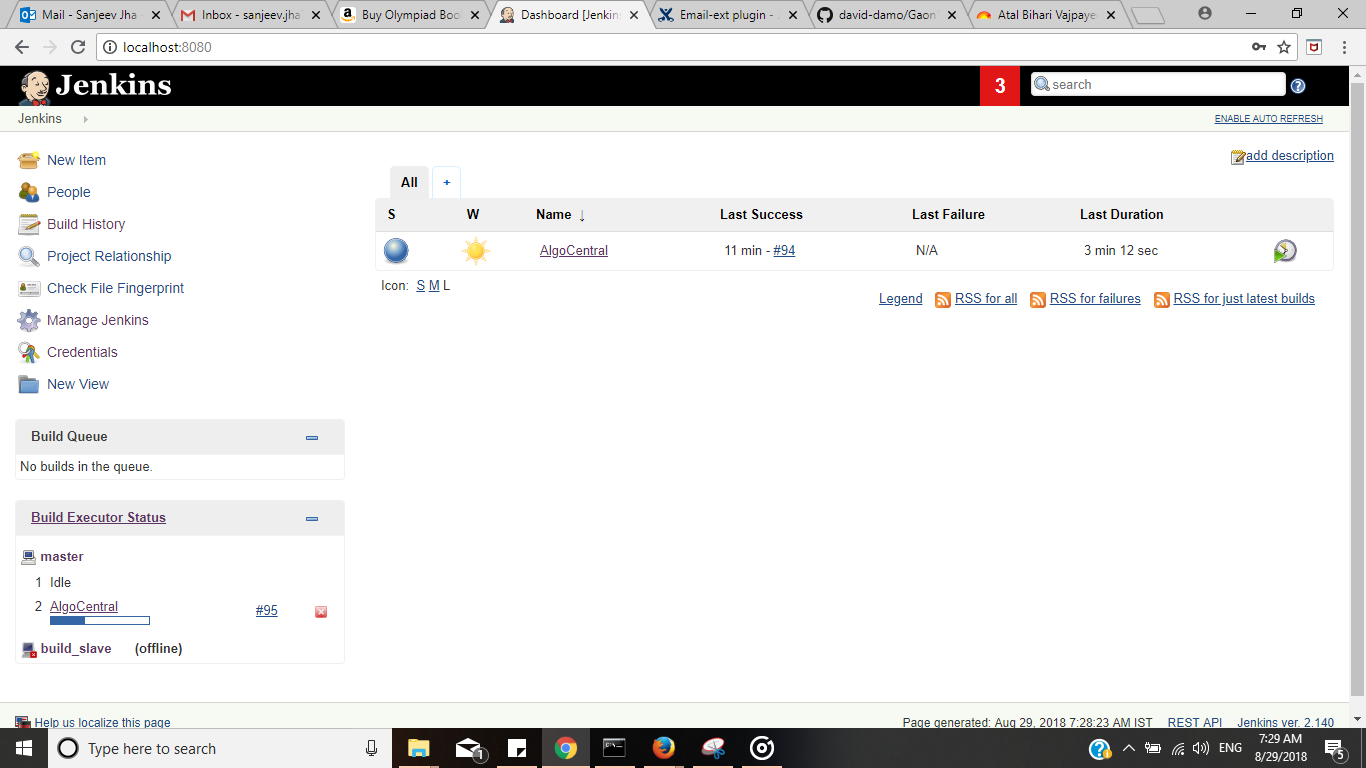 Mail - Sanjeev Jha
Inbox - sanjeev.jha
Buy Olympiad Boo
Dashboard [Jenkins
Email-ext plugin -
david-damo/Gaon
Atal Bihari Vajpayee
localhost:8080
Jenkins
3
search
Jenkins
ENABLE AUTO REFRESH
New Item
People
Build History
Project Relationship
Check File Fingerprint
Manage Jenkins
Credentials
New View
add description
All +
S W Name ↓ Last Success Last Failure Last Duration
AlgoCentral 11 min - #94 N/A 3 min 12 sec
Icon: S M L
Legend RSS for all RSS for failures RSS for just latest builds
Build Queue
No builds in the queue.
Build Executor Status
master
1 Idle
2 AlgoCentral #95
build_slave (offline)
Help us localize this page
Page generated: Aug 29, 2018 7:28:23 AM IST REST API Jenkins ver. 2.140
Type here to search
1
ENG
7:29 AM
8/29/2018
5